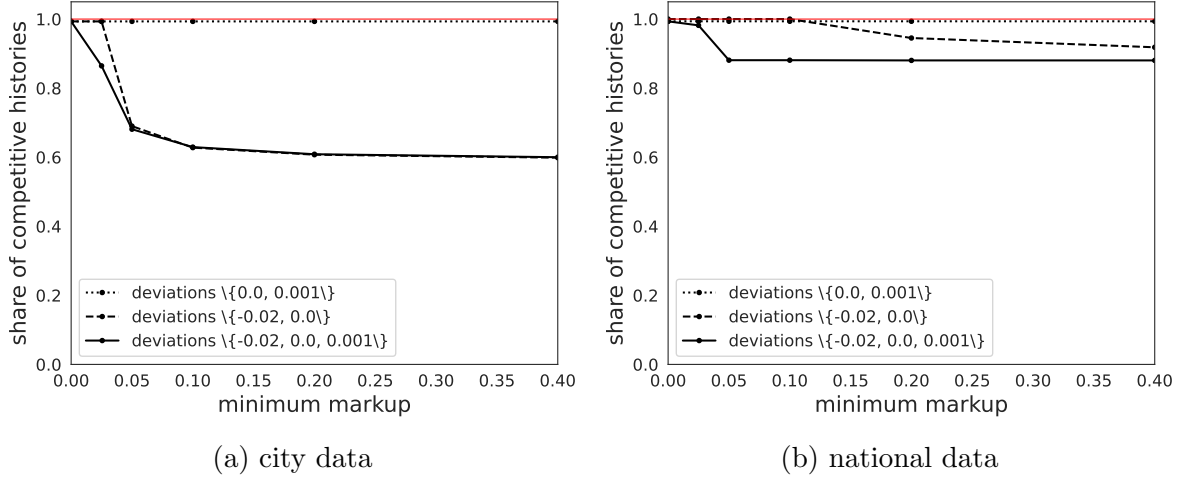 share of competitive histories
1.0
0.8
0.6
0.4
0.2
0.0
deviations \{0.0, 0.001\}
deviations \{-0.02, 0.0\}
deviations \{-0.02, 0.0, 0.001\}
0.00 0.05 0.10 0.15 0.20 0.25 0.30 0.35 0.40
minimum markup
(a) city data
share of competitive histories
1.0
0.8
0.6
0.4
0.2
0.0
deviations \{0.0, 0.001\}
deviations \{-0.02, 0.0\}
deviations \{-0.02, 0.0, 0.001\}
0.00 0.05 0.10 0.15 0.20 0.25 0.30 0.35 0.40
minimum markup
(b) national data